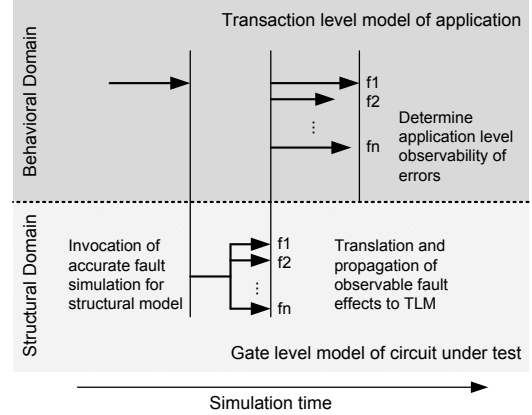 Transaction level model of application
Behavioral Domain
f1
f2
⋮
fn
Determine
application level
observability of
errors
Structural Domain
Invocation of
accurate fault
simulation for
structural model
f1
f2
⋮
fn
Translation and
propagation of
observable fault
effects to TLM
Gate level model of circuit under test
Simulation time